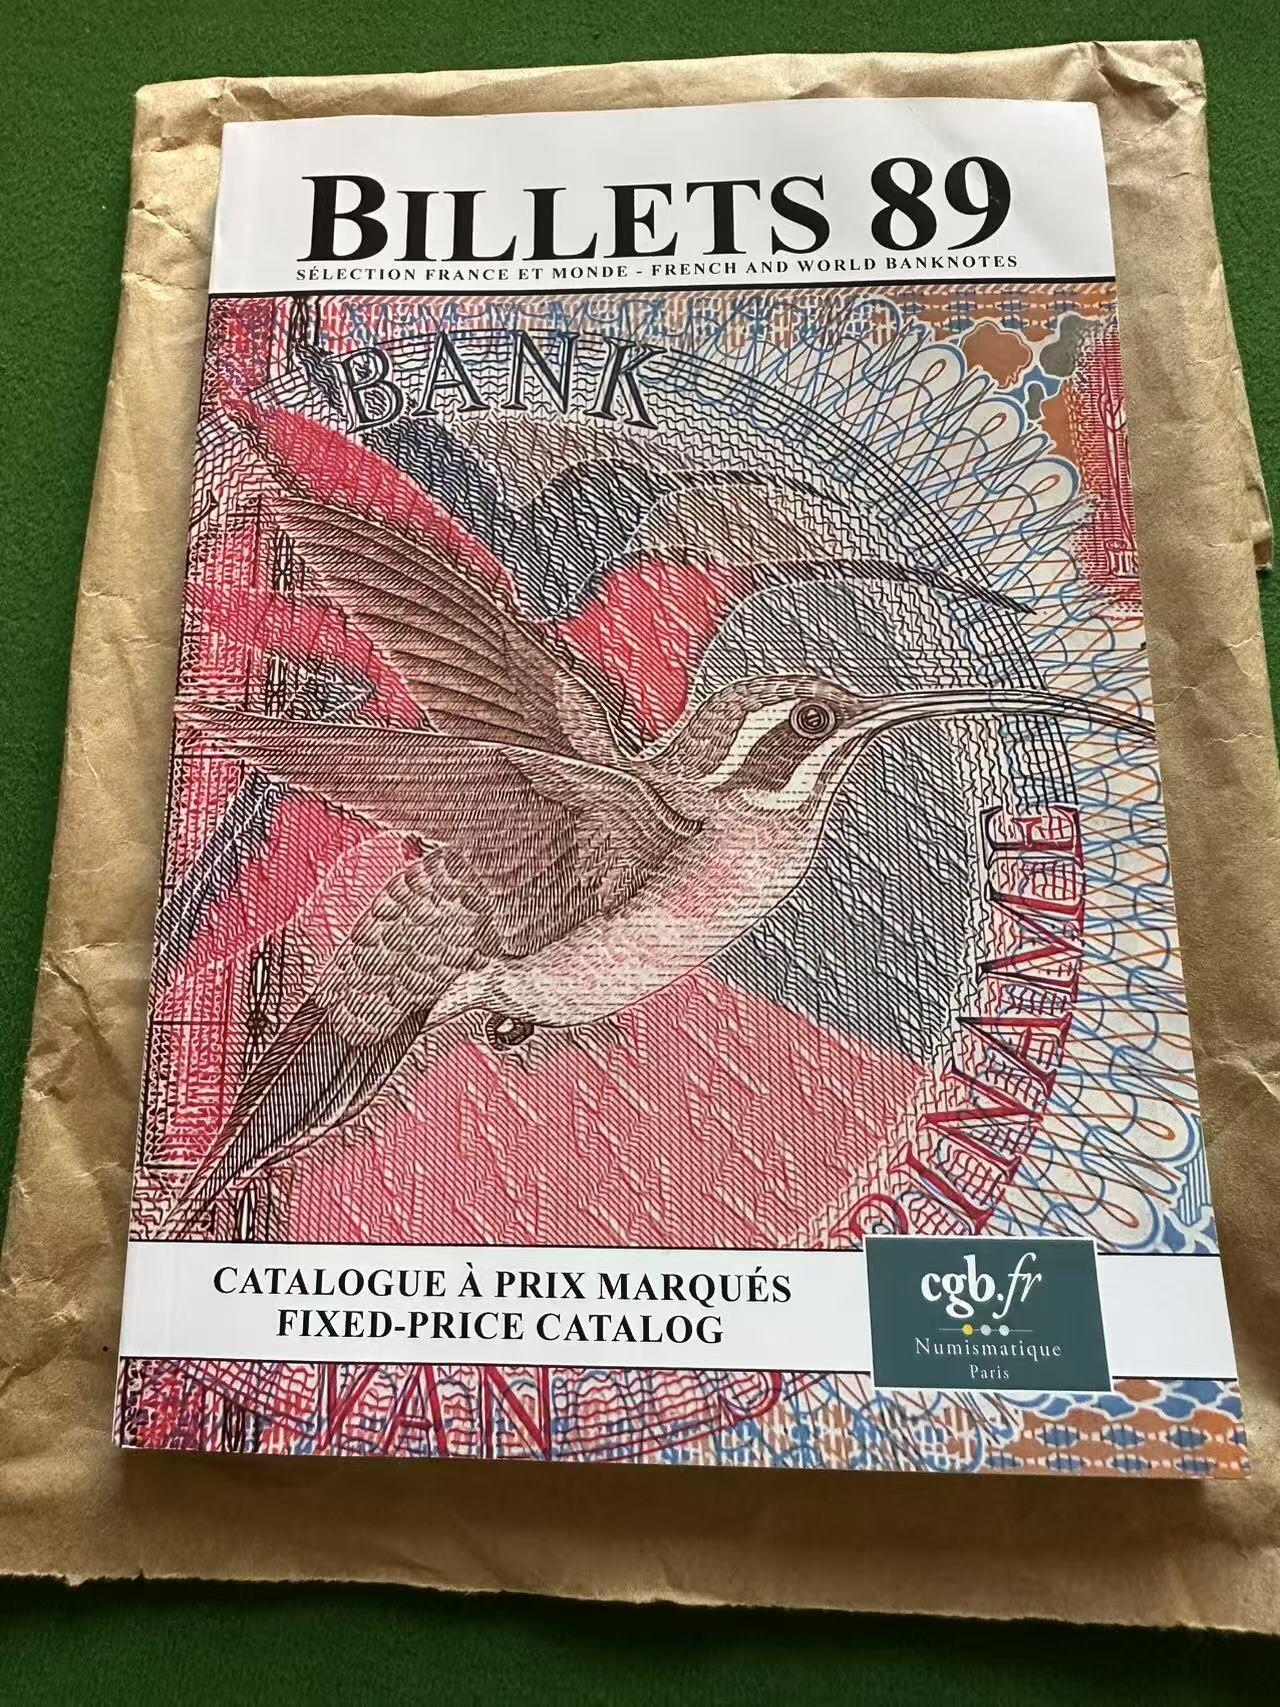 BILLETS 89
SÉLECTION FRANCE ET MONDE - FRENCH AND WORLD BANKNOTES
BANK
SURINAME
CATALOGUE À PRIX MARQUÉS
FIXED-PRICE CATALOG
cgb.fr
Numismatique
Paris
VAN